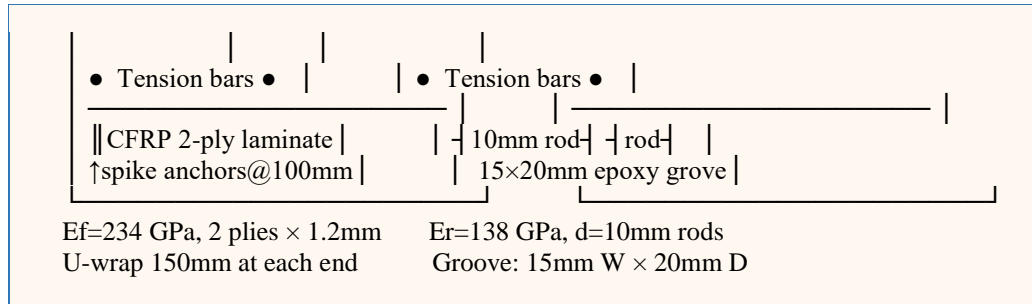 ● Tension bars ● ● Tension bars ●
‖CFRP 2-ply laminate 10mm rod rod
↑spike anchors@100mm 15×20mm epoxy grove
Ef=234 GPa, 2 plies × 1.2mm Er=138 GPa, d=10mm rods
U-wrap 150mm at each end Groove: 15mm W × 20mm D